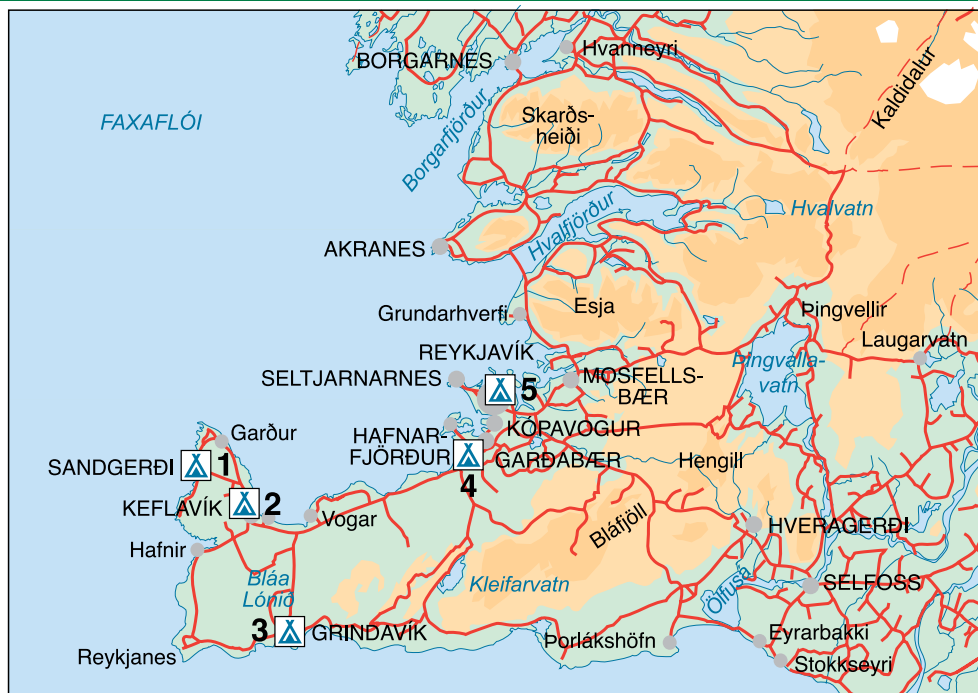 Hvanneyri
BORGARNES
Kaldidalur
Skarðs-
heiði
FAXAFLÓI
Borgarfjörður
Hvalvatn
Hvalfjörður
AKRANES
Esja
Þingvellir
Grundarhverfi
Laugarvatn
REYKJAVÍK
Þingvalla-
vatn
SELTJARNARNES
MOSFELLS-
BÆR
5
KÓPAVOGUR
HAFNAR-
FJÖRÐUR
Garður
GARÐABÆR
Hengill
SANDGERÐI
1
4
KEFLAVÍK
2
Vogar
Bláfjöll
HVERAGERÐI
Hafnir
Bláa
Lónið
Kleifarvatn
Ölfusá
SELFOSS
3
GRINDAVÍK
Þorlákshöfn
Eyrarbakki
Reykjanes
Stokkseyri